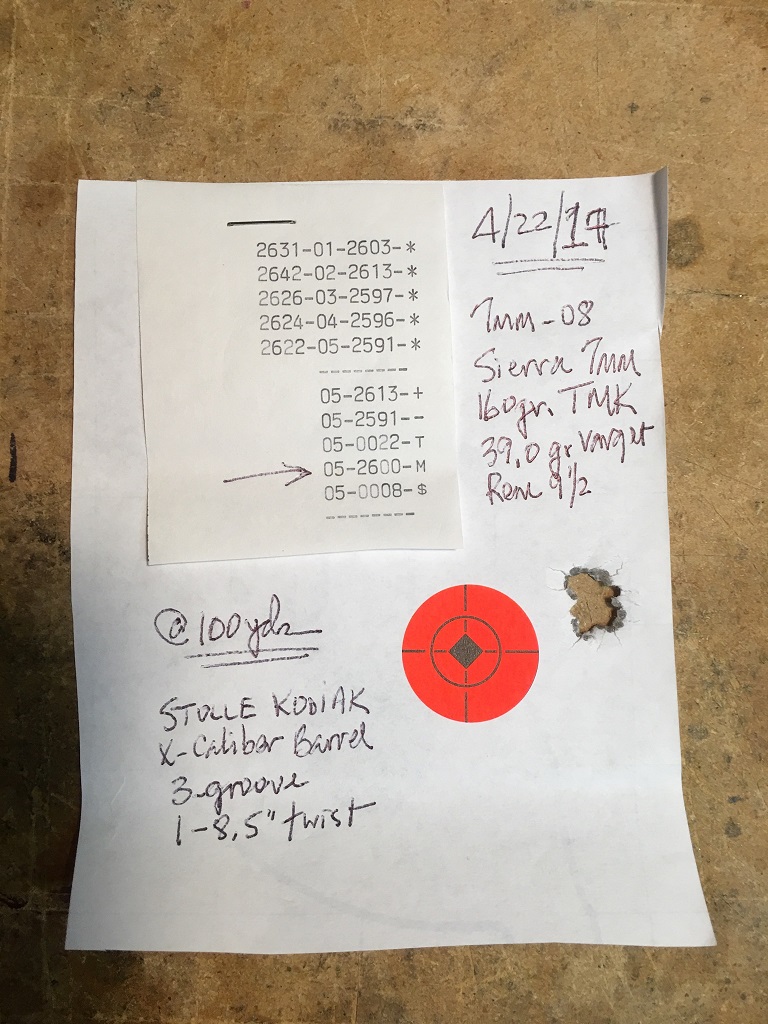 2631-01-2603-*
2642-02-2613-*
2626-03-2597-*
2624-04-2596-*
2622-05-2591-*
-------
05-2613-+
05-2591--
05-0022-T
05-2600-M
05-0008-$
-------
4/22/17
7mm-08
Sierra 7mm
160gr. TMK
39.0 gr Varget
Rem 9 1/2
@100yds
STOLLE KODIAK
X-Caliber Barrel
3-groove
1-8.5" twist